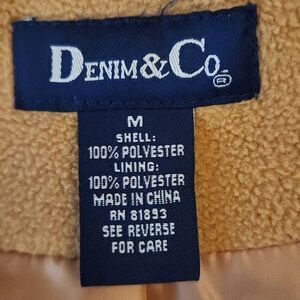 DENIM & CO.®
M
SHELL:
100% POLYESTER
LINING:
100% POLYESTER
MADE IN CHINA
RN 81893
SEE REVERSE
FOR CARE